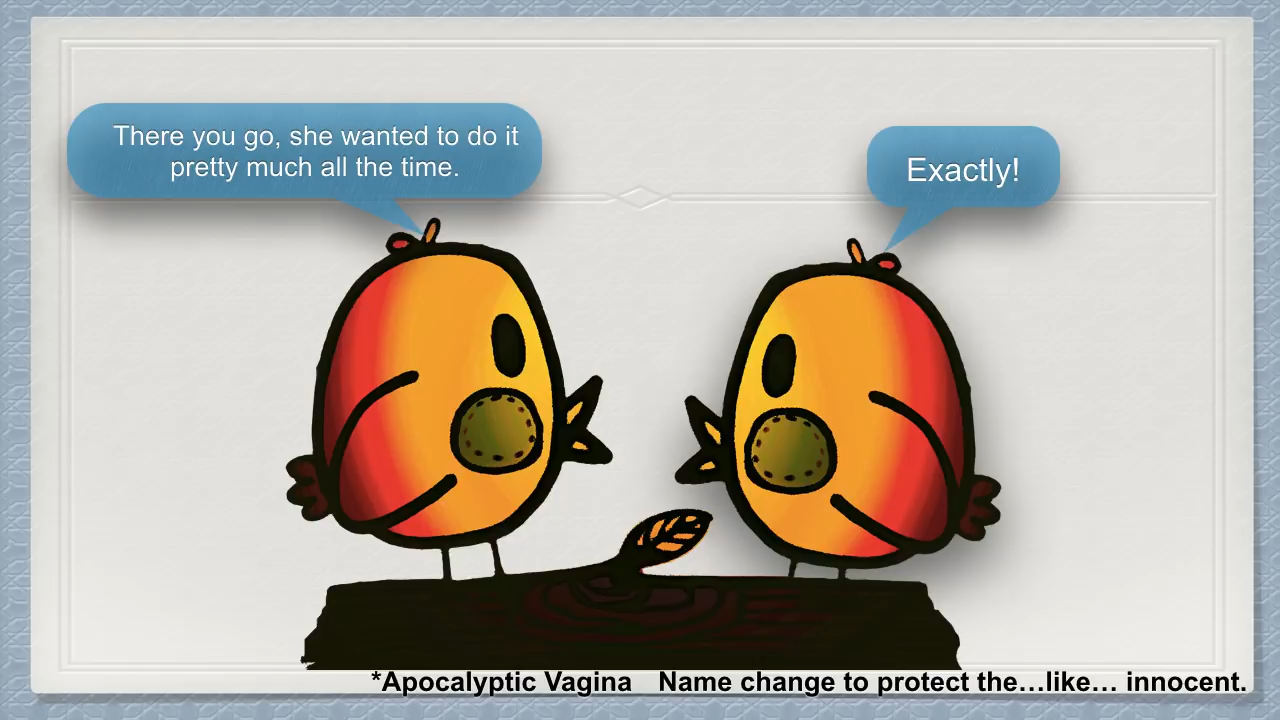 There you go, she wanted to do it
pretty much all the time.
Exactly!
*Apocalyptic Vagina Name change to protect the…like… innocent.